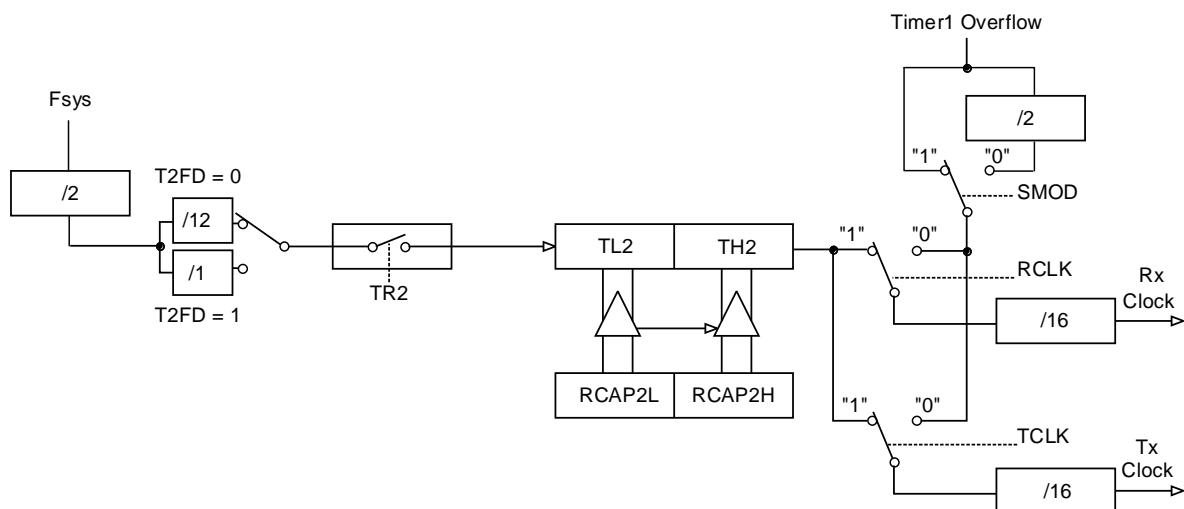 Timer1 Overflow
Fsys
/2
/2
T2FD = 0
"1"
"0"
SMOD
/12
TL2
TH2
"1"
"0"
/1
TR2
RCLK
Rx
Clock
T2FD = 1
/16
RCAP2L
RCAP2H
"1"
"0"
TCLK
Tx
Clock
/16